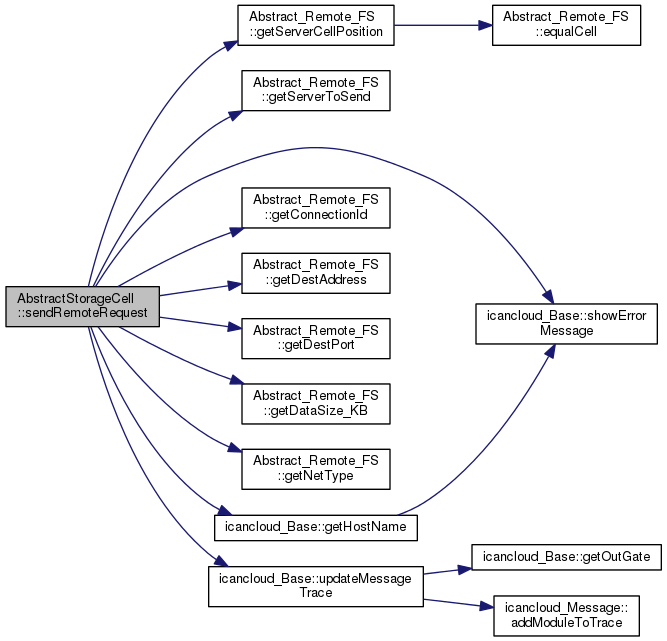 Abstract_Remote_FS
::getServerCellPosition
Abstract_Remote_FS
::equalCell
Abstract_Remote_FS
::getServerToSend
Abstract_Remote_FS
::getConnectionId
Abstract_Remote_FS
::getDestAddress
AbstractStorageCell
::sendRemoteRequest
icancloud_Base::showError
Message
Abstract_Remote_FS
::getDestPort
Abstract_Remote_FS
::getDataSize_KB
Abstract_Remote_FS
::getNetType
icancloud_Base::getHostName
icancloud_Base::updateMessage
Trace
icancloud_Base::getOutGate
icancloud_Message::
addModuleToTrace